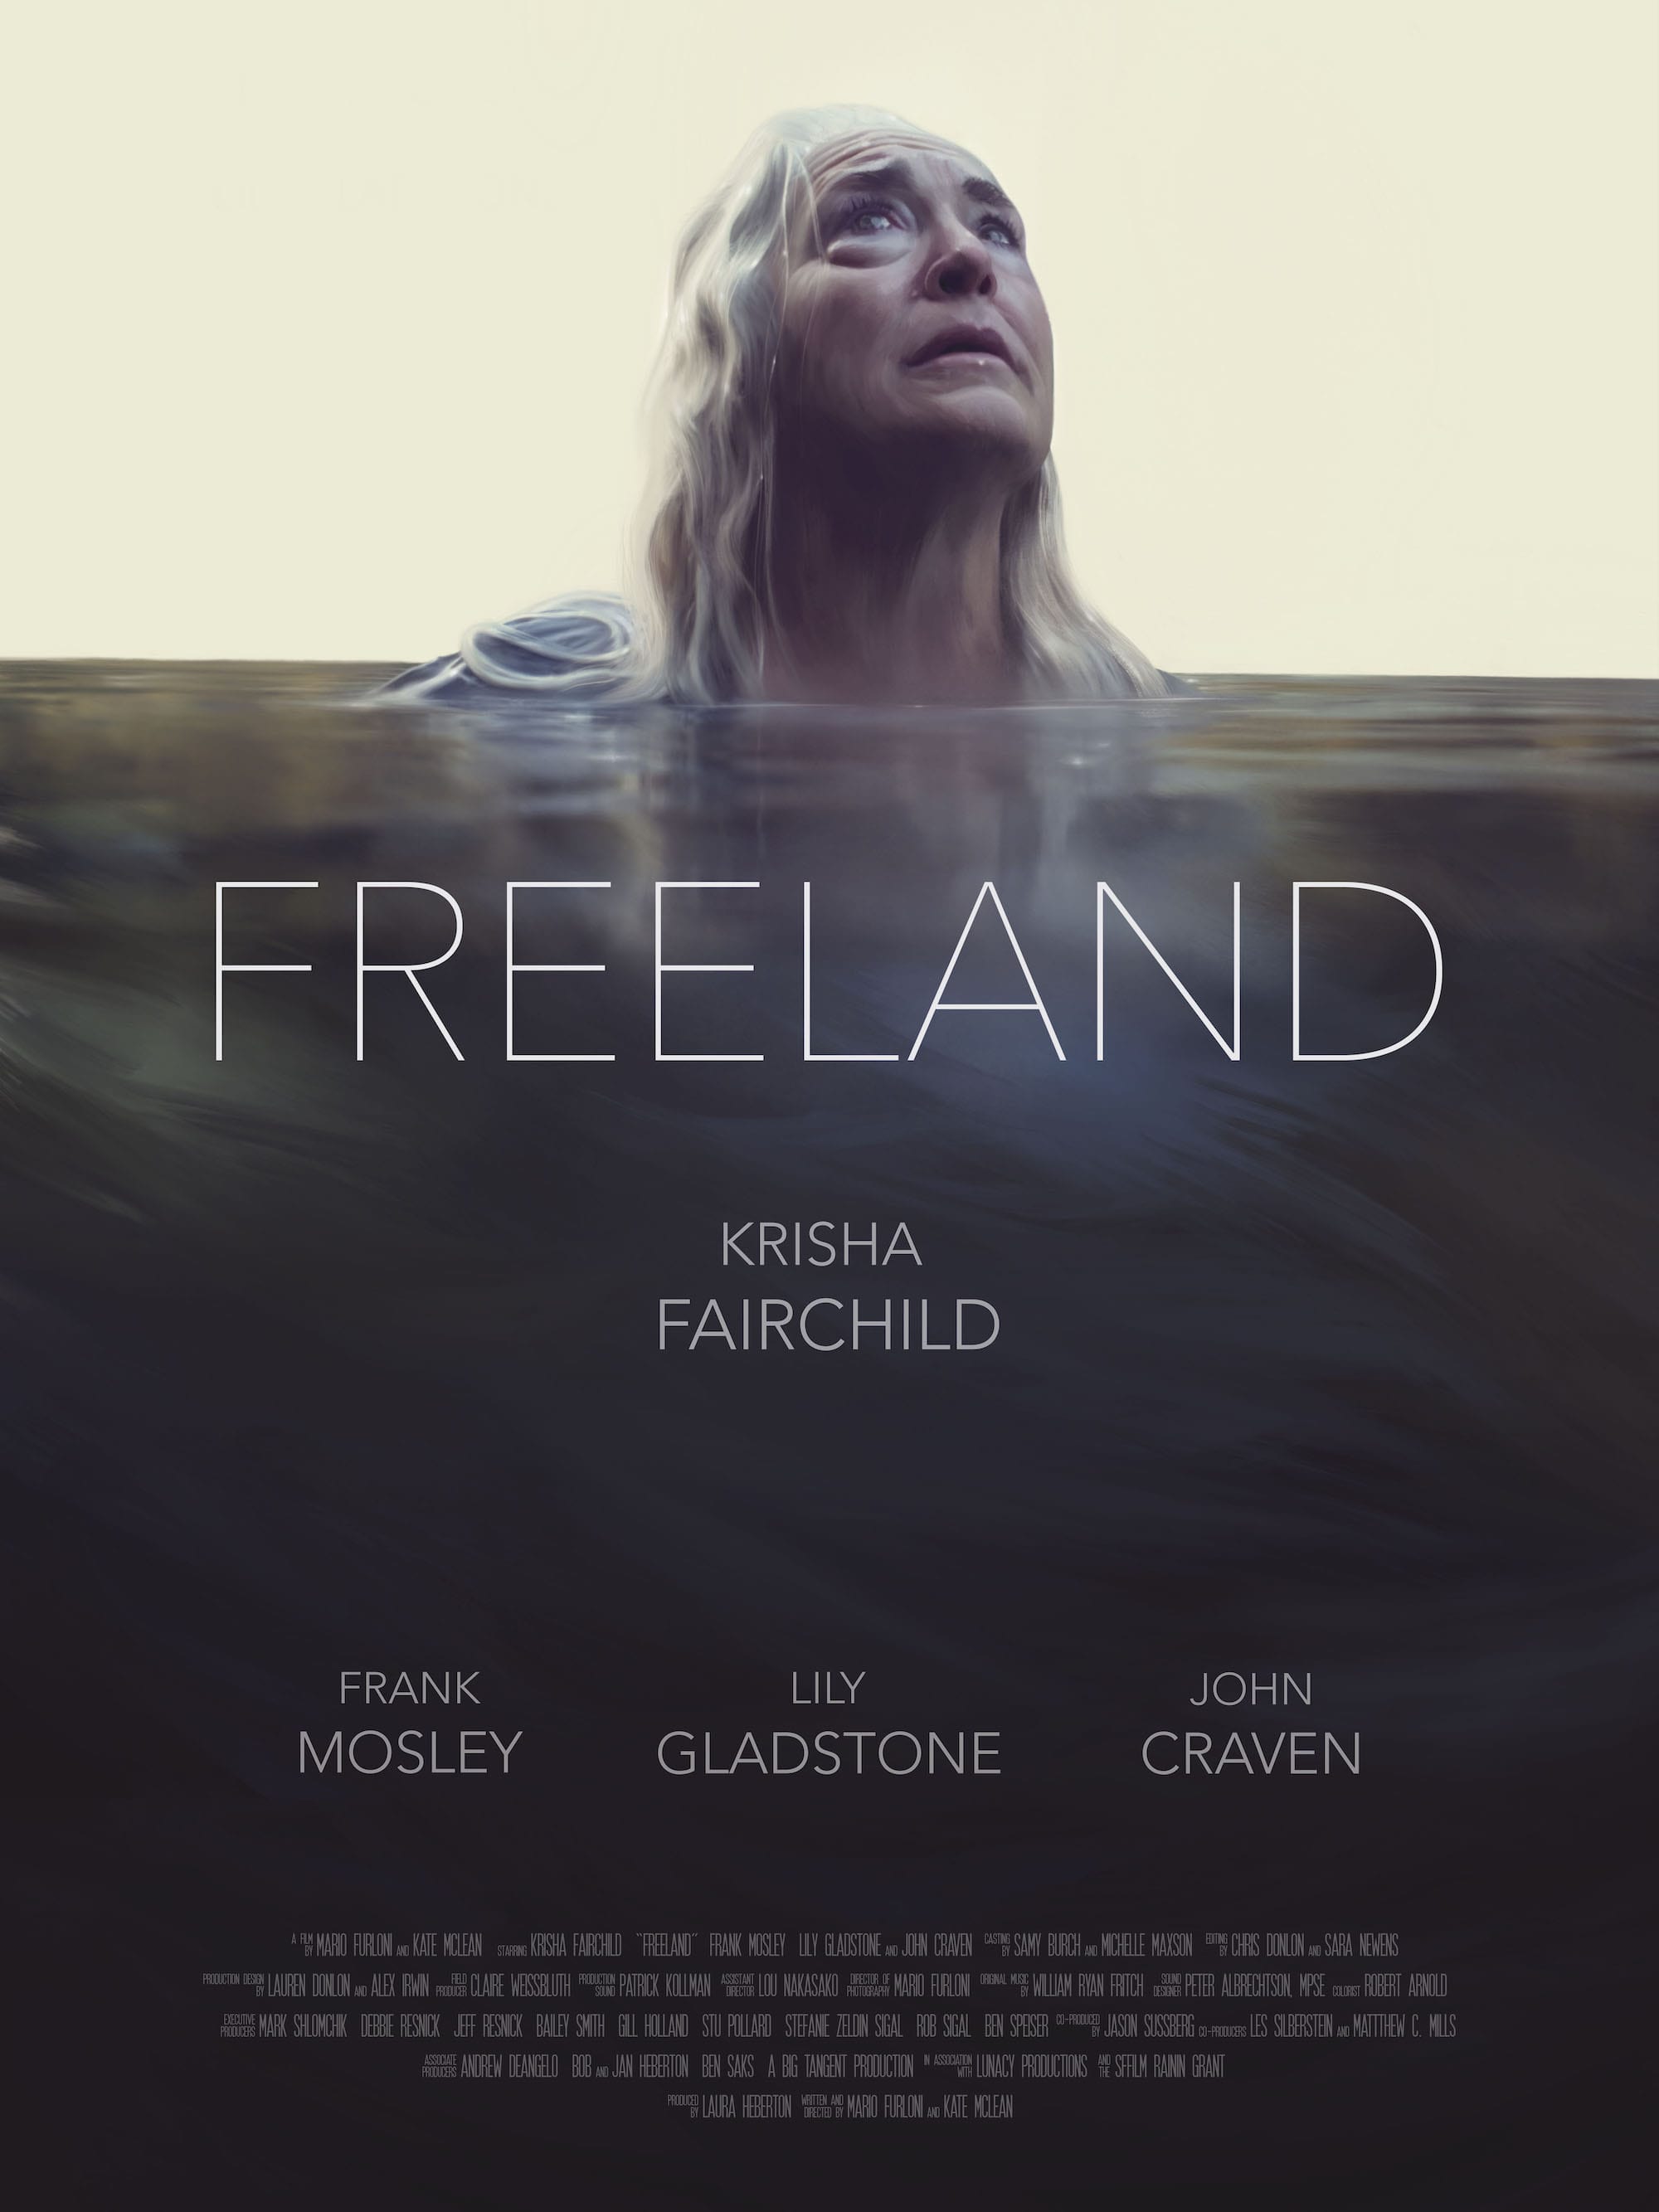 FREELAND
KRISHA
FAIRCHILD
FRANK
MOSLEY
LILY
GLADSTONE
JOHN
CRAVEN
A FILM BY MARIO FURLONI AND KATE MCLEAN STARRING KRISHA FAIRCHILD "FREELAND" FRANK MOSLEY LILY GLADSTONE AND JOHN CRAVEN CASTING BY SAMY BURCH AND MICHELLE MAXSON EDITING BY CHRIS DONLON AND SARA NEWENS
PRODUCTION DESIGN BY LAUREN DONLON AND ALEX IRWIN FIELD PRODUCER CLAIRE WEISSBLUTH PRODUCTION SOUND PATRICK KOLLMAN ASSISTANT DIRECTOR LOU NAKASAKO DIRECTOR OF PHOTOGRAPHY MARIO FURLONI ORIGINAL MUSIC BY WILLIAM RYAN FRITCH SOUND DESIGNER PETER ALBRECHTSON, MPSE COLORIST ROBERT ARNOLD
EXECUTIVE PRODUCERS MARK SHLOMCHIK DEBBIE RESNICK JEFF RESNICK BAILEY SMITH GILL HOLLAND STU POLLARD STEFANIE ZELDIN SIGAL ROB SIGAL BEN SPEISER CO-PRODUCED BY JASON SUSSBERG CO-PRODUCERS LES SILBERSTEIN AND MATTTHEW C. MILLS
ASSOCIATE PRODUCERS ANDREW DEANGELO BOB AND JAN HEBERTON BEN SAKS A BIG TANGENT PRODUCTION IN ASSOCIATION WITH LUNACY PRODUCTIONS AND THE SFFILM RAININ GRANT
PRODUCED BY LAURA HEBERTON WRITTEN AND DIRECTED BY MARIO FURLONI AND KATE MCLEAN